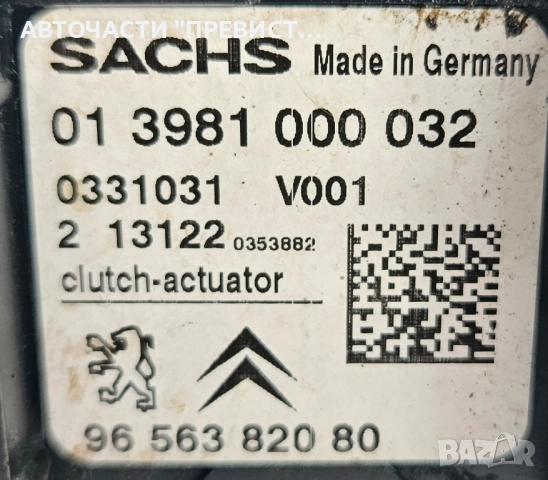 АВТОЧАСТИ "ПРЕВИСТ...
SACHS Made in Germany
01 3981 000 032
0331031 V001
2 13122 0353882
clutch-actuator
96 563 820 80
BAZAR